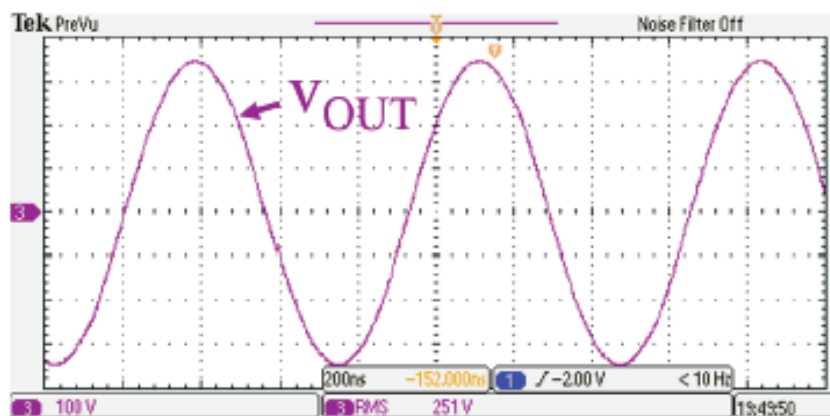 Tek PreVu
Noise Filter Off
VOUT
3
200ns
-152.000ns
1
-2.00 V
< 10 Hz
3
100 V
3 RMS
251 V
19:49:50